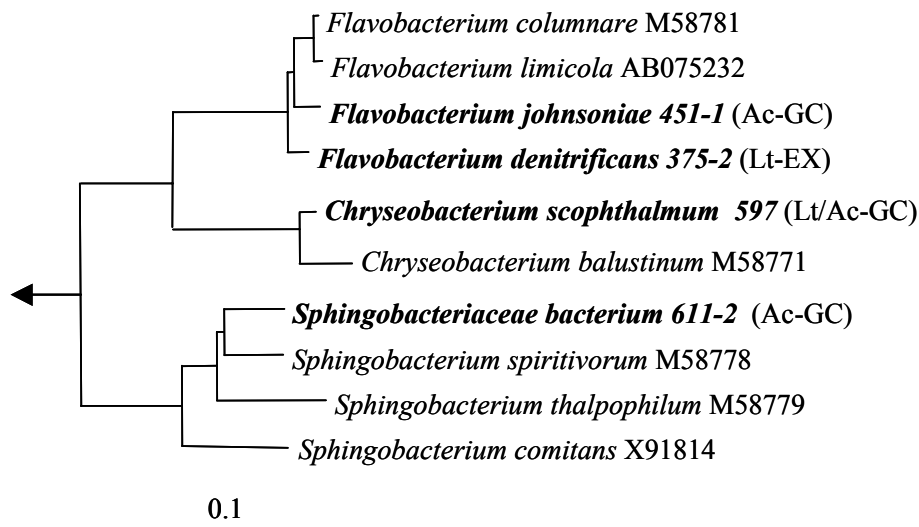 Flavobacterium columnare M58781
Flavobacterium limicola AB075232
Flavobacterium johnsoniae 451-1 (Ac-GC)
Flavobacterium denitrificans 375-2 (Lt-EX)
Chryseobacterium scophthalmum 597 (Lt/Ac-GC)
Chryseobacterium balustinum M58771
Sphingobacteriaceae bacterium 611-2 (Ac-GC)
Sphingobacterium spiritivorum M58778
Sphingobacterium thalpophilum M58779
Sphingobacterium comitans X91814
0.1